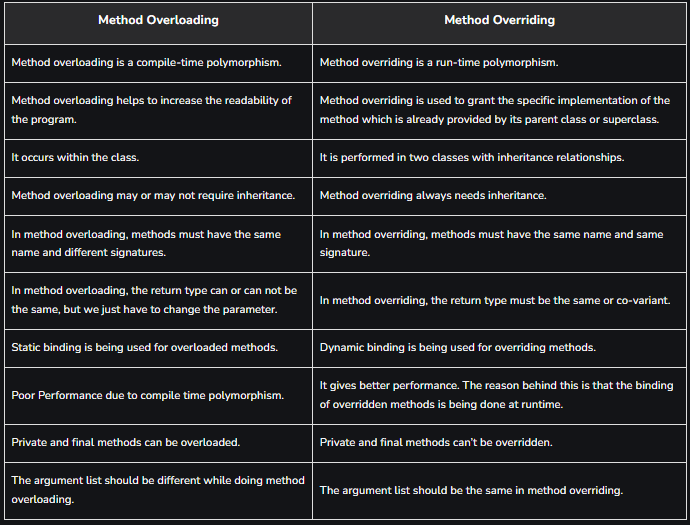 Method Overloading
Method Overriding
Method overloading is a compile-time polymorphism.
Method overriding is a run-time polymorphism.
Method overloading helps to increase the readability of
the program.
Method overriding is used to grant the specific implementation of the
method which is already provided by its parent class or superclass.
It occurs within the class.
It is performed in two classes with inheritance relationships.
Method overloading may or may not require inheritance.
Method overriding always needs inheritance.
In method overloading, methods must have the same
name and different signatures.
In method overriding, methods must have the same name and same
signature.
In method overloading, the return type can or can not be
the same, but we just have to change the parameter.
In method overriding, the return type must be the same or co-variant.
Static binding is being used for overloaded methods.
Dynamic binding is being used for overriding methods.
Poor Performance due to compile time polymorphism.
It gives better performance. The reason behind this is that the binding
of overridden methods is being done at runtime.
Private and final methods can be overloaded.
Private and final methods can’t be overridden.
The argument list should be different while doing method
overloading.
The argument list should be the same in method overriding.